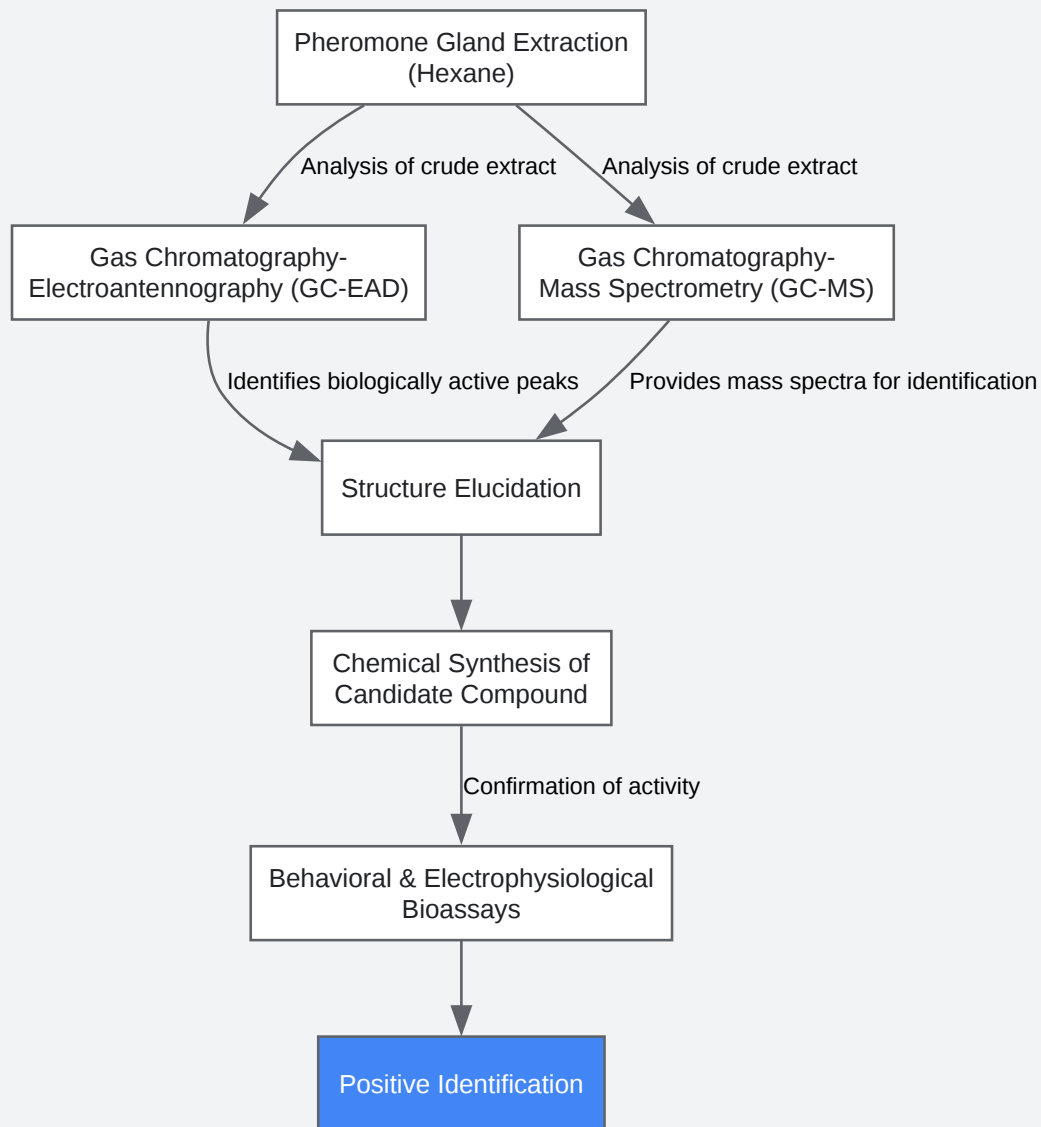 Pheromone Gland Extraction
(Hexane)
Analysis of crude extract
Analysis of crude extract
Gas Chromatography-
Electroantennography (GC-EAD)
Gas Chromatography-
Mass Spectrometry (GC-MS)
Identifies biologically active peaks
Provides mass spectra for identification
Structure Elucidation
Chemical Synthesis of
Candidate Compound
Confirmation of activity
Behavioral & Electrophysiological
Bioassays
Positive Identification